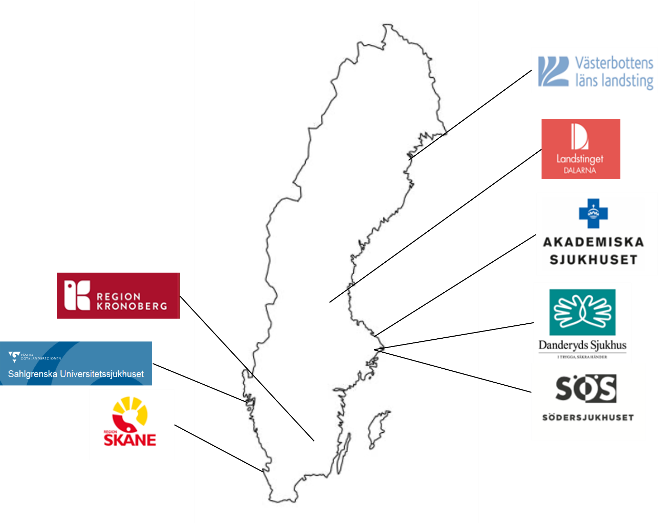 Västerbottens
läns landsting
Landstinget
DALARNA
AKADEMISKA
SJUKHUSET
REGION
KRONOBERG
Danderyds Sjukhus
Sahlgrenska Universitetssjukhuset
SÖS
SÖDERSJUKHUSET
REGION
SKÅNE